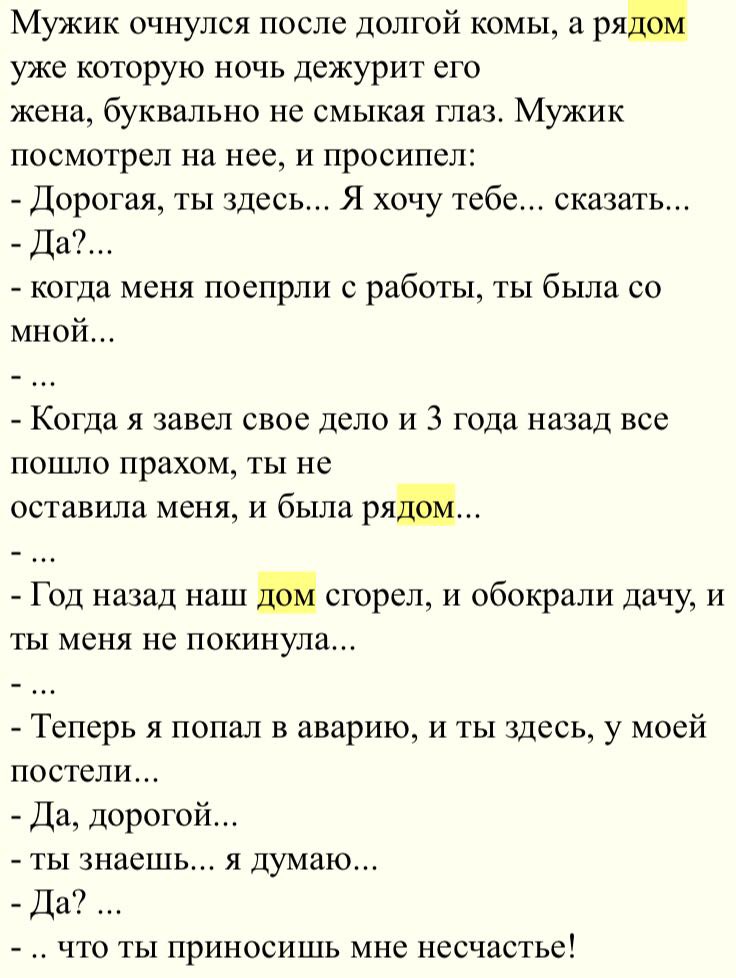 Мужик очнулся после долгой комы, а рядом
уже которую ночь дежурит его
жена, буквально не смыкая глаз. Мужик
посмотрел на нее, и просипел:
- Дорогая, ты здесь... Я хочу тебе... сказать...
- Да?...
- когда меня поепрли с работы, ты была со
мной...
- ...
- Когда я завел свое дело и 3 года назад все
пошло прахом, ты не
оставила меня, и была рядом...
- ...
- Год назад наш дом сгорел, и обокрали дачу, и
ты меня не покинула...
- ...
- Теперь я попал в аварию, и ты здесь, у моей
постели...
- Да, дорогой...
- ты знаешь... я думаю...
- Да? ...
- .. что ты приносишь мне несчастье!